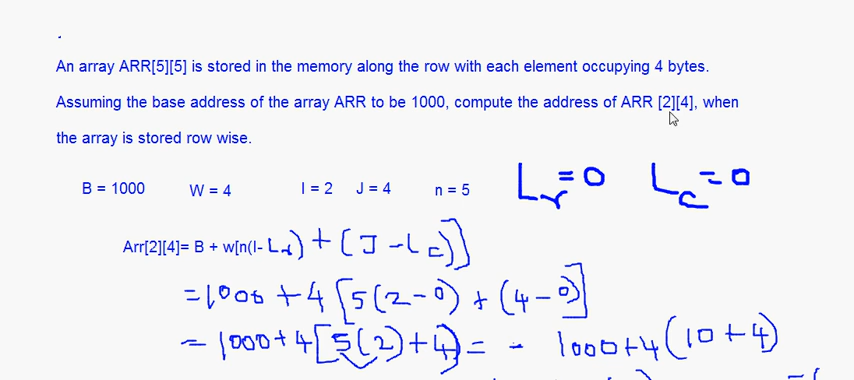 An array ARR[5][5] is stored in the memory along the row with each element occupying 4 bytes.
Assuming the base address of the array ARR to be 1000, compute the address of ARR [2][4], when
the array is stored row wise.
B = 1000 W = 4 I = 2 J = 4 n = 5 Lr = 0 Lc = 0
Arr[2][4]= B + w[n(I- Lr) + (J - Lc)]
= 1000 + 4 [5(2-0) + (4-0)]
= 1000+4[5(2)+4] = - 1000+4(10+4)